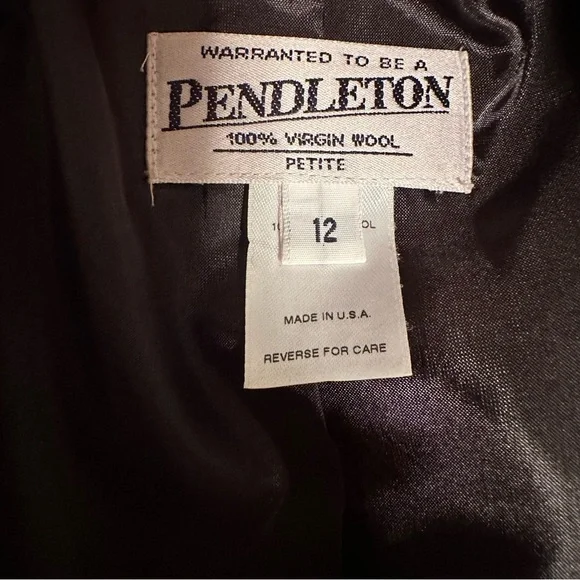 WARRANTED TO BE A
PENDLETON
100% VIRGIN WOOL
PETITE
12
MADE IN U.S.A.
REVERSE FOR CARE